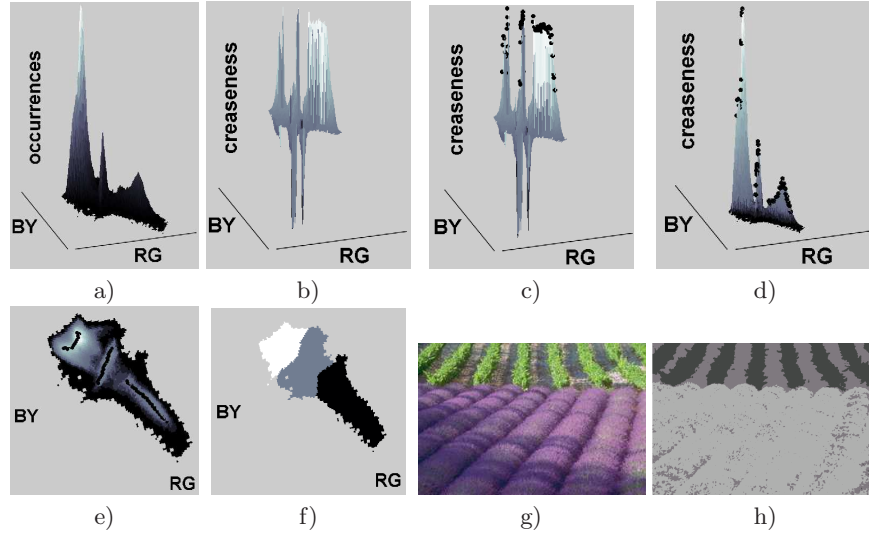 occurrences
BY
RG
a)
creaseness
BY
RG
b)
creaseness
BY
RG
c)
creaseness
BY
RG
d)
BY
RG
e)
BY
RG
f)
g)
h)